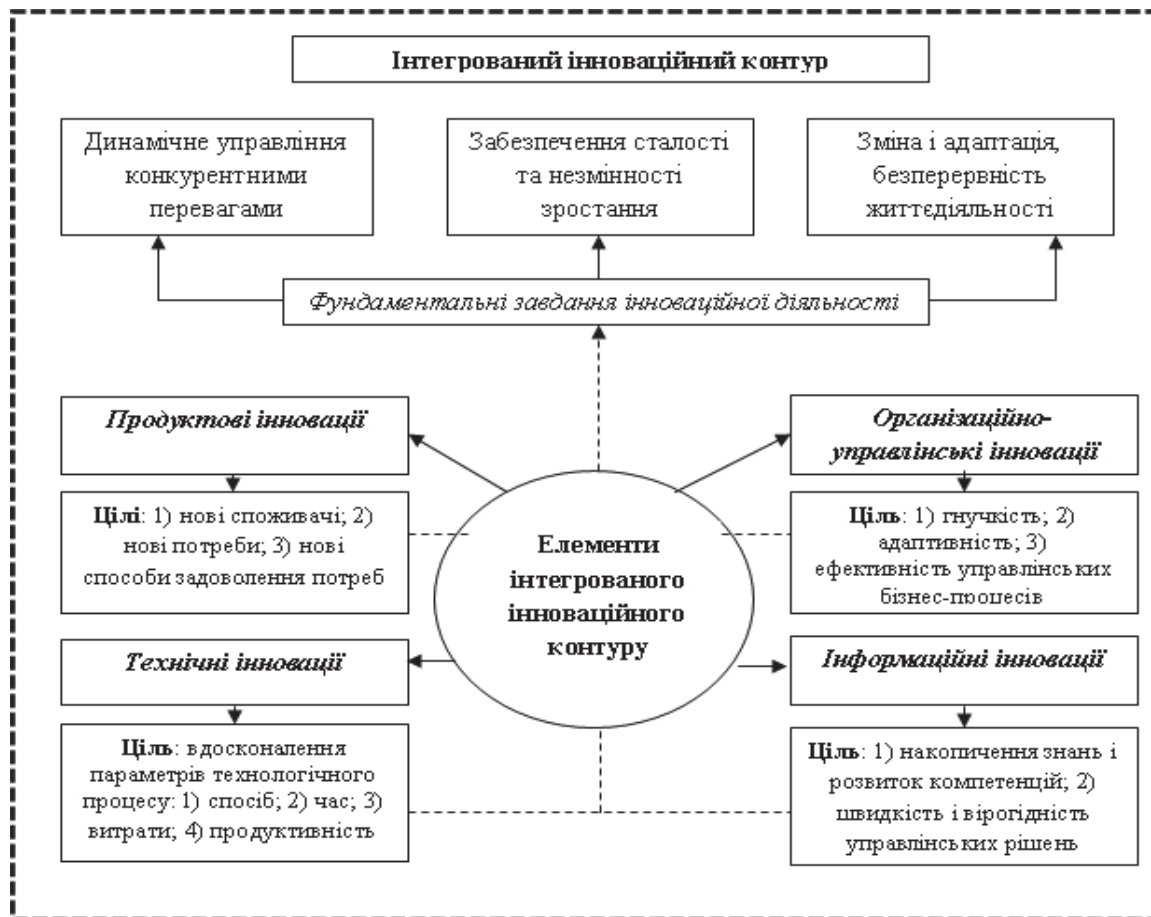 Інтегрований інноваційний контур
Динамічне управління
конкурентними
перевагами
Забезпечення сталості
та незмінності
зростання
Зміна і адаптація,
безперервність
життєдіяльності
Фундаментальні завдання інноваційної діяльності
Продуктові інновації
Організаційно-
управлінські інновації
Цілі: 1) нові споживачі; 2)
нові потреби; 3) нові
способи задоволення потреб
Ціль: 1) гнучкість; 2)
адаптивність; 3)
ефективність управлінських
бізнес-процесів
Елементи
інтегрованого
інноваційного
контуру
Технічні інновації
Інформаційні інновації
Ціль: вдосконалення
параметрів технологічного
процесу: 1) спосіб; 2) час; 3)
витрати; 4) продуктивність
Ціль: 1) накопичення знань і
розвиток компетенцій; 2)
швидкість і вірогідність
управлінських рішень